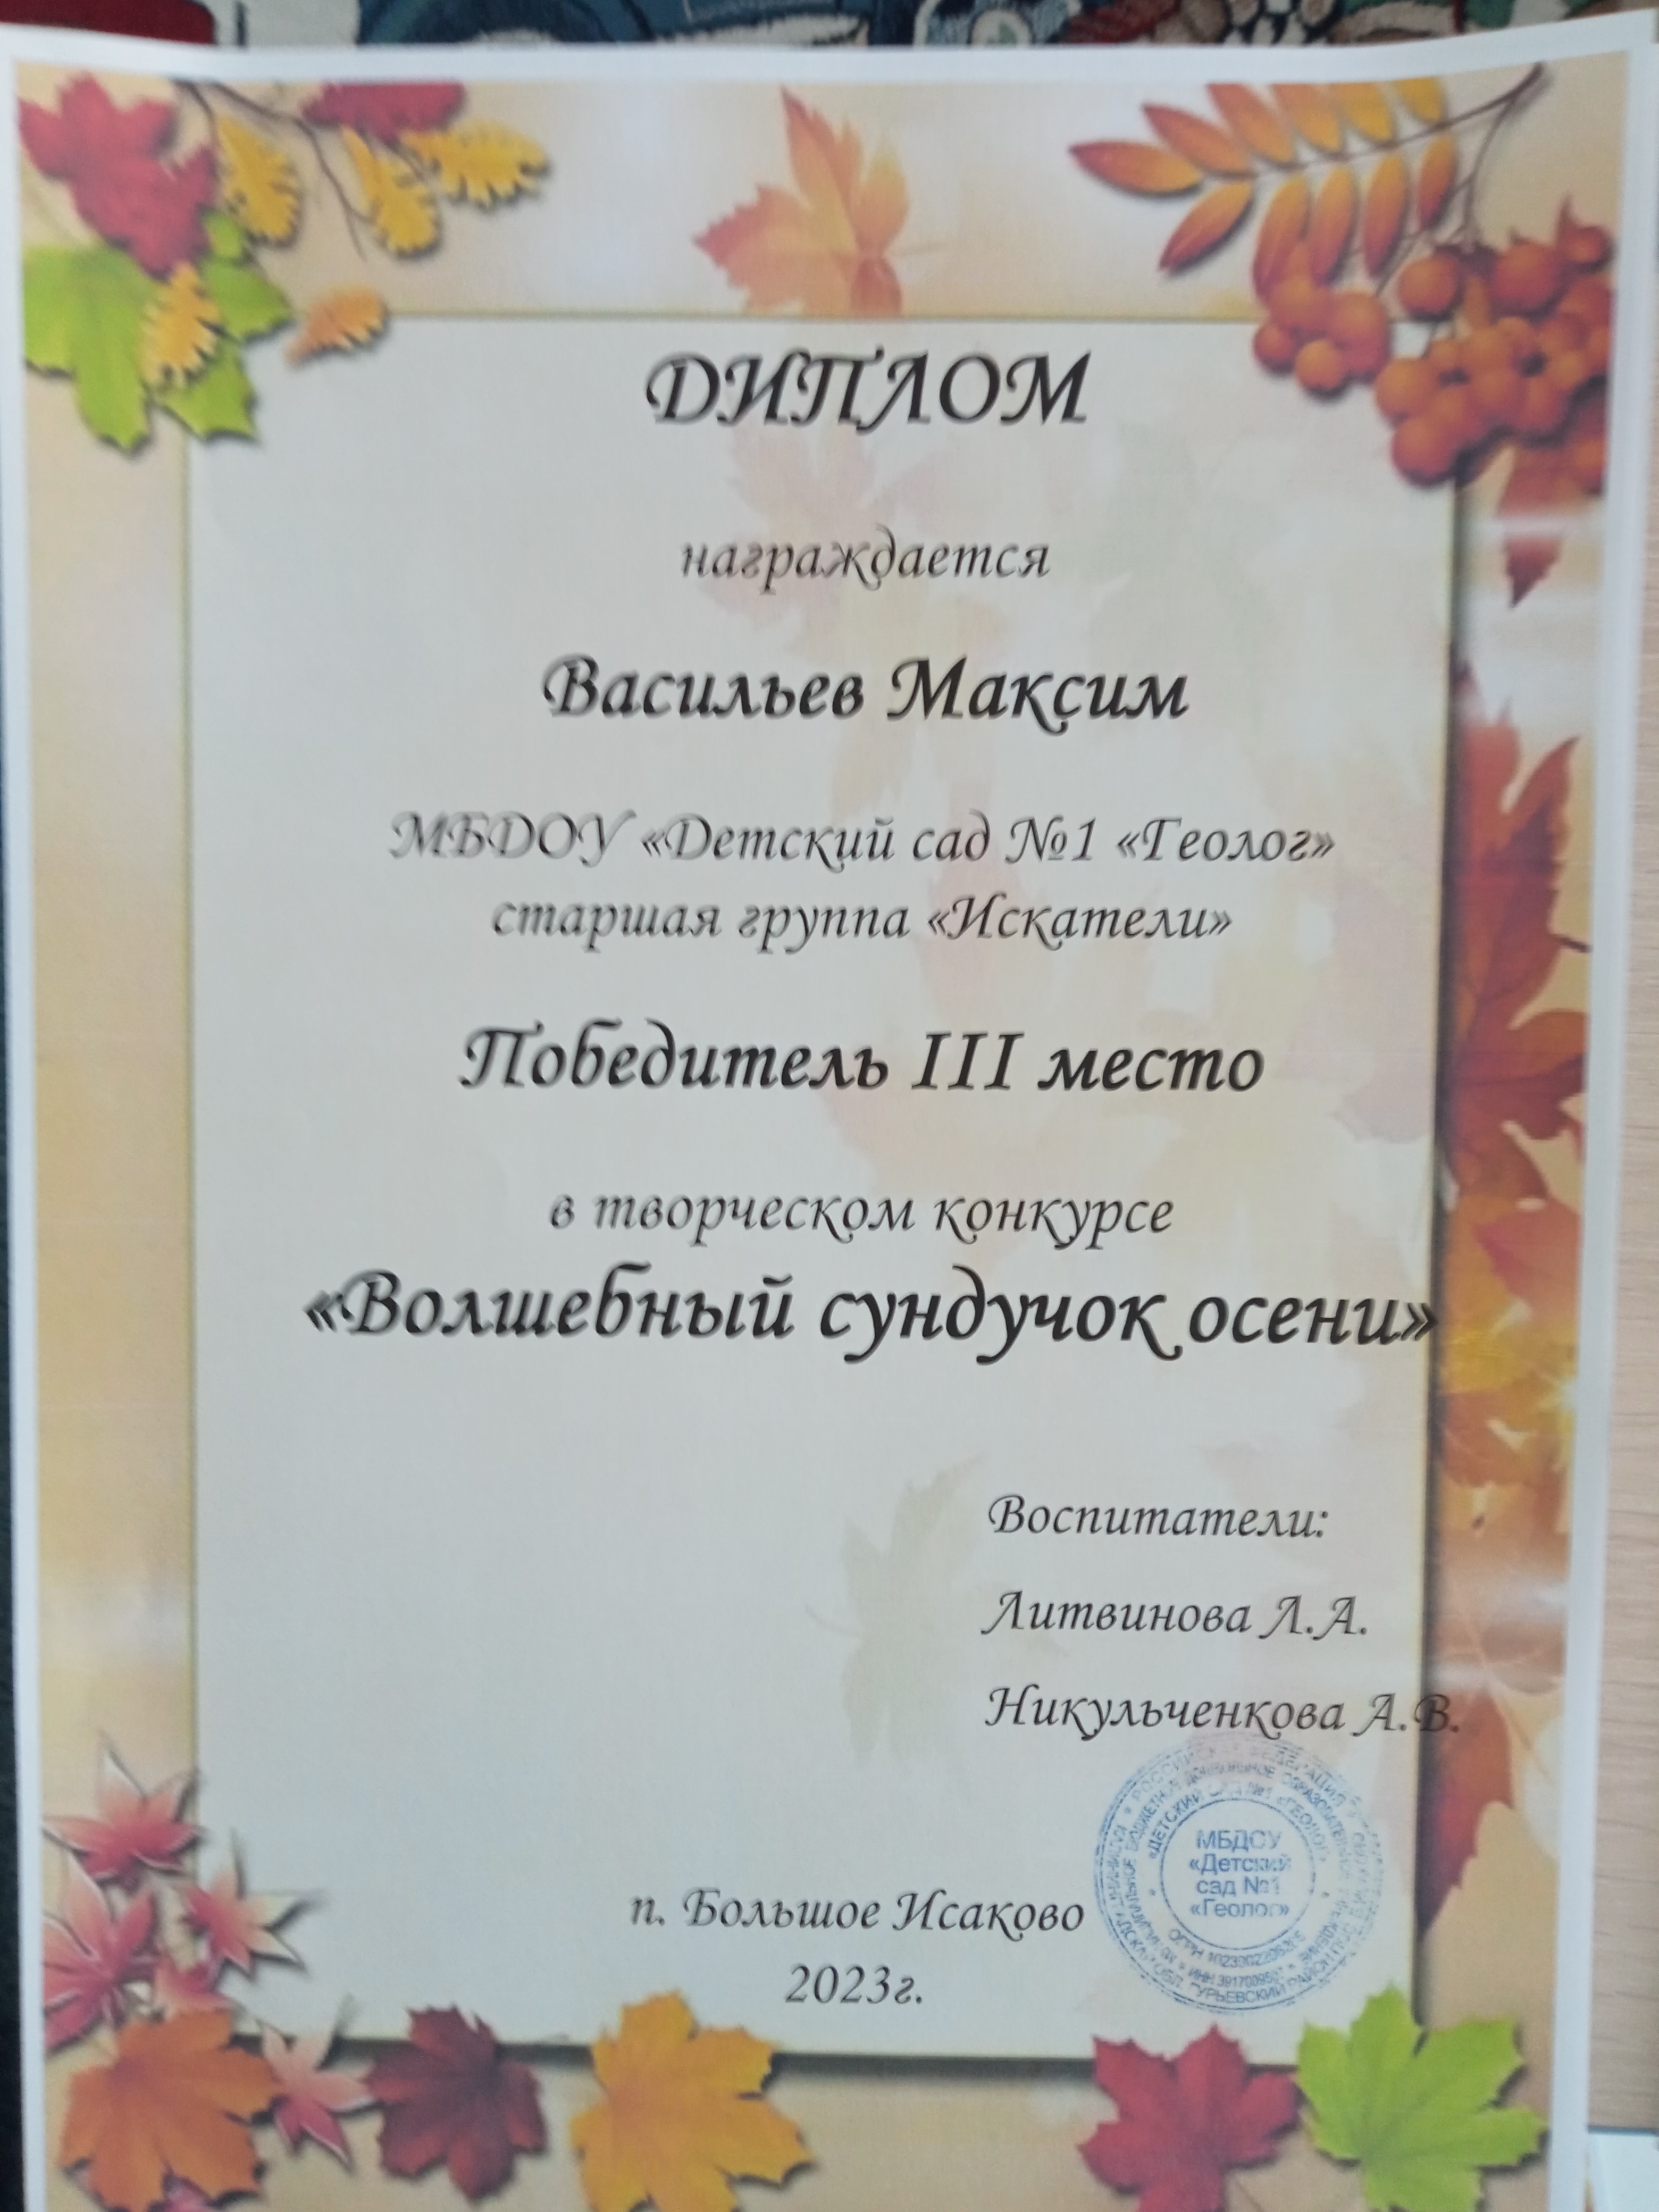 ДИПЛОМ
награждается
Васильев Максим
МБДОУ «Детский сад №1 «Геолог»
старшая группа «Искатели»
Победитель III место
в творческом конкурсе
«Волшебный сундучок осени»
Воспитатели:
Литвинова Л.А.
Никульченкова А.В.
МБДОУ
«Детский
сад №1
«Геолог»
п. Большое Исаково
2023г.